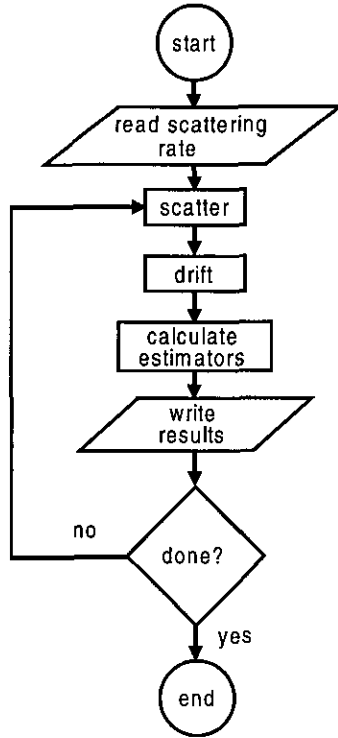 start
read scattering
rate
scatter
drift
calculate
estimators
write
results
no
done?
yes
end